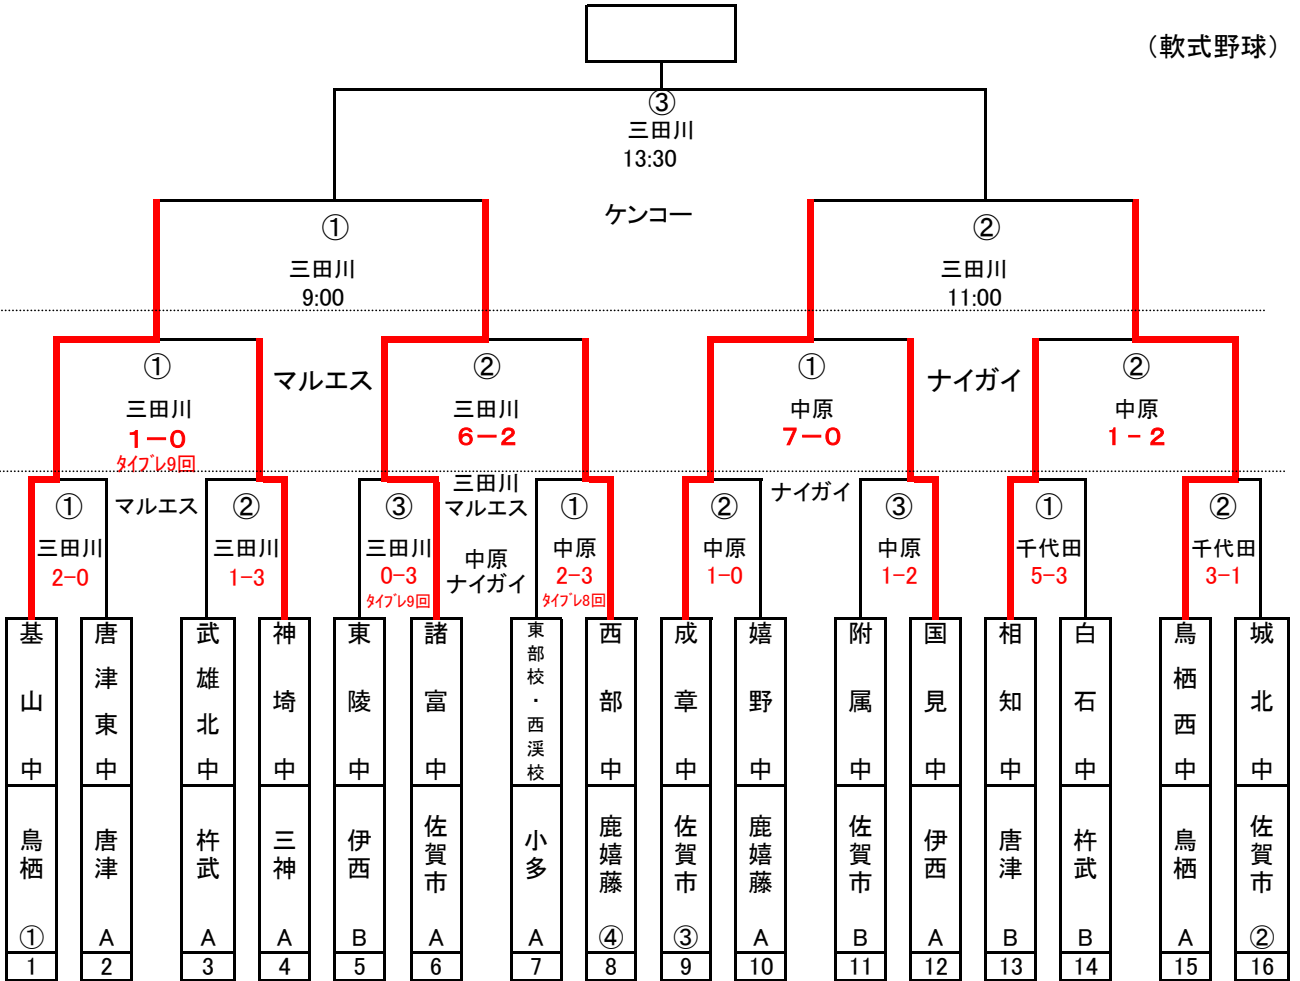 (軟式野球)
③
三田川
13:30
ケンコー
①
三田川
9:00
②
三田川
11:00
①
三田川
1－0
ﾀｲﾌﾞﾚ9回
マルエス
②
三田川
6－2
①
中原
7－0
ナイガイ
②
中原
1－2
①
三田川
2−0
マルエス
②
三田川
1−3
③
三田川
0−3
ﾀｲﾌﾞﾚ9回
三田川
マルエス
中原
ナイガイ
①
中原
2−3
ﾀｲﾌﾞﾚ8回
②
中原
1−0
ナイガイ
③
中原
1−2
①
千代田
5−3
②
千代田
3−1
基山中
唐津東中
武雄北中
神埼中
東陵中
諸富中
東部校・西渓校
西部中
成章中
嬉野中
附属中
国見中
相知中
白石中
鳥栖西中
城北中
鳥栖①
唐津A
杵武A
三神A
伊西B
佐賀市A
小多A
鹿嬉藤④
佐賀市③
鹿嬉藤A
佐賀市B
伊西A
唐津B
杵武B
鳥栖A
佐賀市②
1 2 3 4 5 6 7 8 9 10 11 12 13 14 15 16